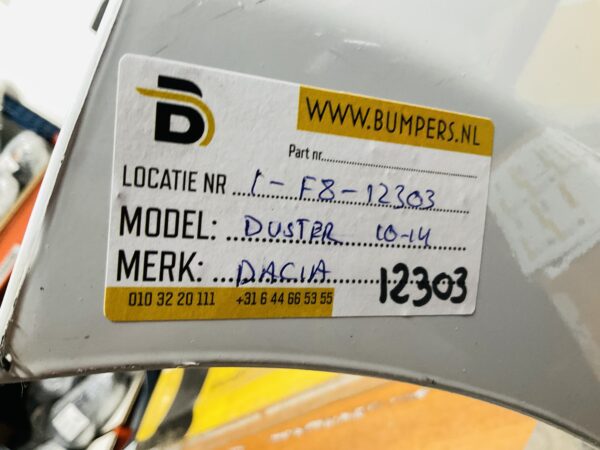 B
WWW.BUMPERS.NL
Part nr.
LOCATIE NR 1-F8-12303
MODEL: DUSTER 10-14
MERK: DACIA
12303
010 32 20 111 +31 6 44 66 53 55